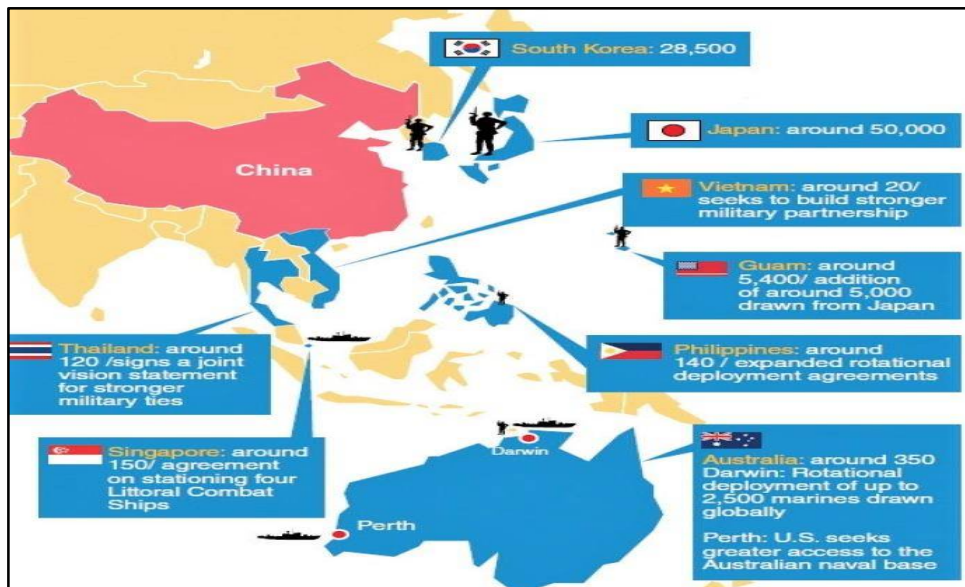 South Korea: 28,500
Japan: around 50,000
China
Vietnam: around 20/
seeks to build stronger
military partnership
Guam: around
5,400/ addition
of around 5,000
drawn from Japan
Thailand: around
120 /signs a joint
vision statement
for stronger
military ties
Philippines: around
140 / expanded rotational
deployment agreements
Singapore: around
150/ agreement
on stationing four
Littoral Combat
Ships
Darwin
Perth
Australia: around 350
Darwin: Rotational
deployment of up to
2,500 marines drawn
globally
Perth: U.S. seeks
greater access to the
Australian naval base